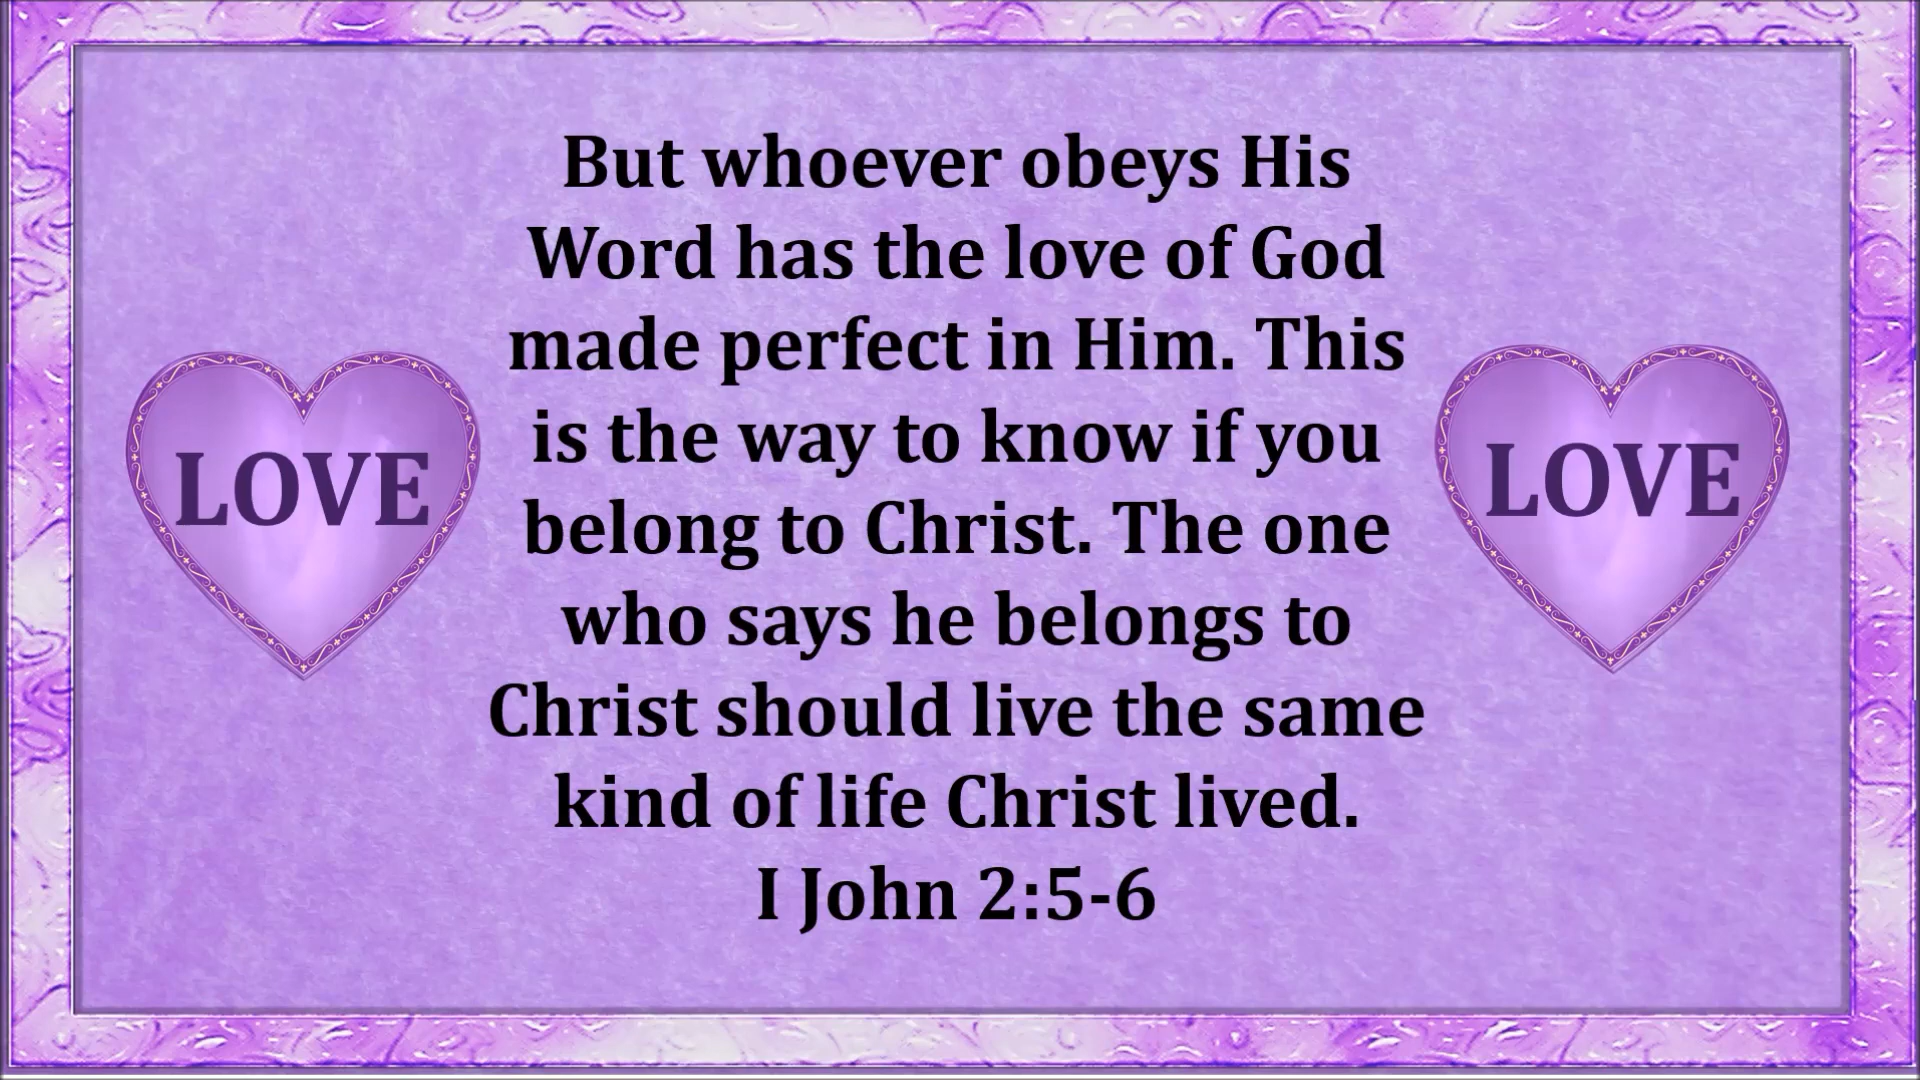 But whoever obeys His
Word has the love of God
made perfect in Him. This
is the way to know if you
belong to Christ. The one
who says he belongs to
Christ should live the same
kind of life Christ lived.
I John 2:5-6
LOVE
LOVE